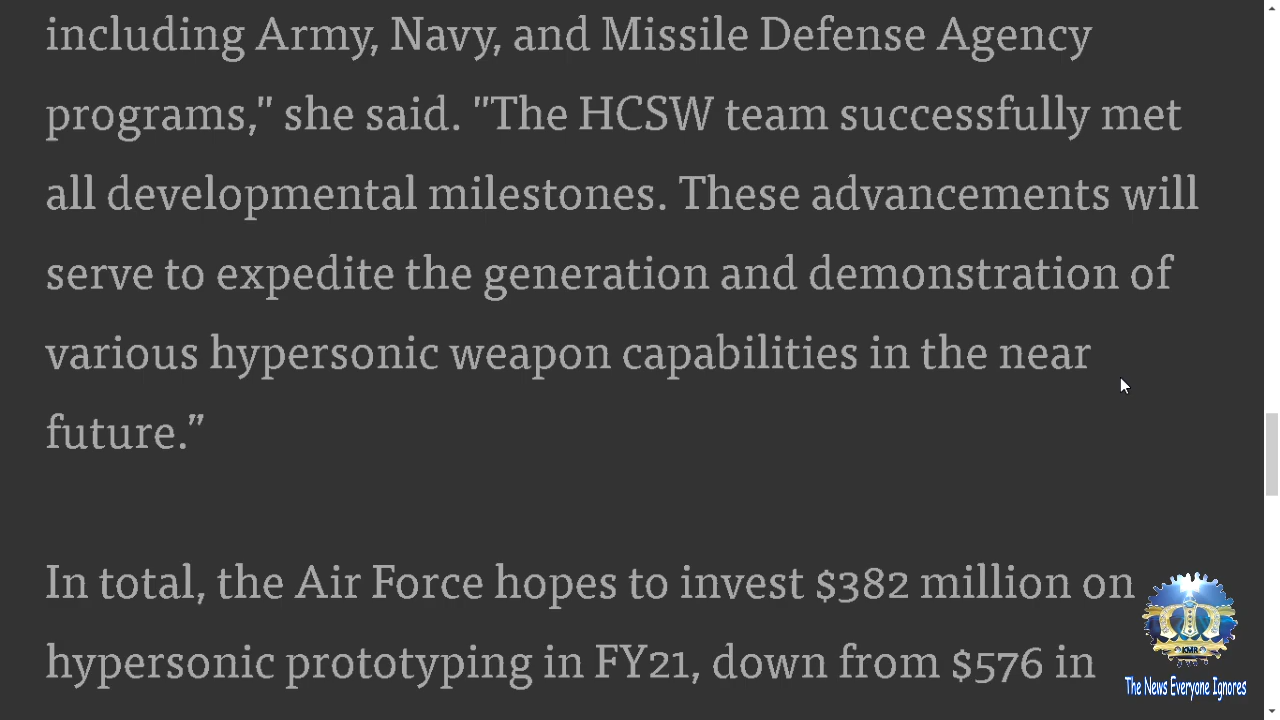 including Army, Navy, and Missile Defense Agency
programs," she said. "The HCSW team successfully met
all developmental milestones. These advancements will
serve to expedite the generation and demonstration of
various hypersonic weapon capabilities in the near
future.”
In total, the Air Force hopes to invest $382 million on
hypersonic prototyping in FY21, down from $576 in
KMR
The News Everyone Ignores